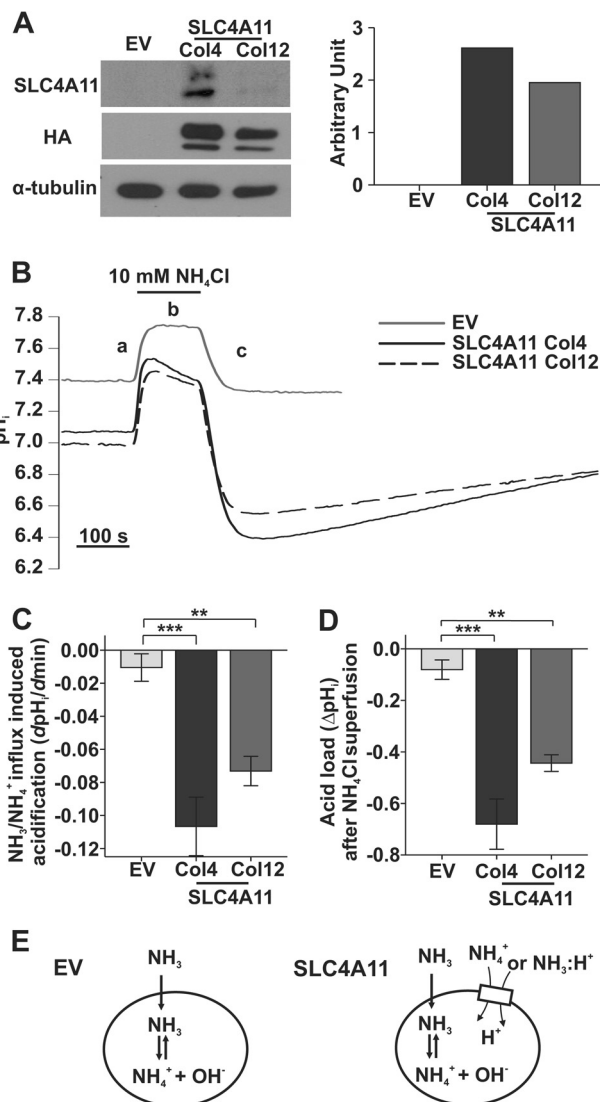 A
SLC4A11
EV Col4 Col12
SLC4A11
HA
α-tubulin
Arbitrary Unit
3
2
1
0
EV Col4 Col12
SLC4A11
B
10 mM NH₄Cl
a b c
EV
SLC4A11 Col4
SLC4A11 Col12
pHᵢ
7.8
7.6
7.4
7.2
7.0
6.8
6.6
6.4
6.2
100 s
C
NH₃/NH₄⁺ influx induced
acidification (dpHᵢ/dmin)
** 
***
0.00
-0.02
-0.04
-0.06
-0.08
-0.10
-0.12
EV Col4 Col12
SLC4A11
D
Acid load (ΔpHᵢ)
after NH₄Cl superfusion
**
***
0.0
-0.2
-0.4
-0.6
-0.8
EV Col4 Col12
SLC4A11
E
EV
NH₃
NH₃
NH₄⁺ + OH⁻
SLC4A11
NH₃ NH₄⁺ or NH₃:H⁺
NH₃ H⁺
NH₄⁺ + OH⁻